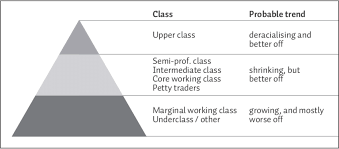 Class Probable trend
Upper class deracialising and
better off
Semi-prof. class
Intermediate class shrinking, but
Core working class better off
Petty traders
Marginal working class growing, and mostly
Underclass / other worse off